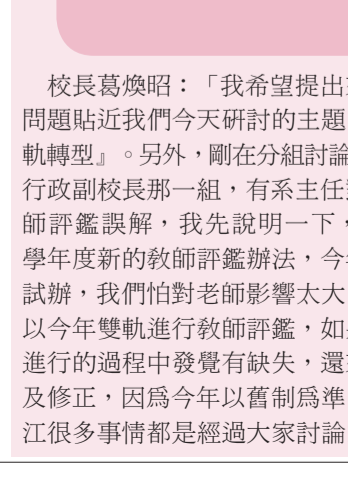 校長葛煥昭：「我希望提出
問題貼近我們今天研討的主題
軌轉型』。另外，剛在分組討論
行政副校長那一組，有系主任
師評鑑誤解，我先說明一下，
學年度新的教師評鑑辦法，今
試辦，我們怕對老師影響太大
以今年雙軌進行教師評鑑，如
進行的過程中發覺有缺失，還
及修正，因為今年以舊制為準
江很多事情都是經過大家討論